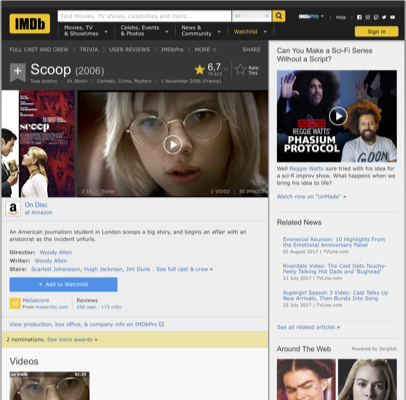 IMDb
Find Movies, TV shows, Celebrities and more...
All
IMDbPro
Help
Movies, TV & Showtimes
Celebs, Events & Photos
News & Community
Watchlist
Sign in
FULL CAST AND CREW | TRIVIA | USER REVIEWS | IMDbPro | MORE
SHARE
Scoop (2006)
6,7
Rate This
1h 36min | Comedy, Crime, Mystery | 1 November 2006 (France)
scoop
2:15 Trailer
1 VIDEO | 50 IMAGES
On Disc
at Amazon
An American journalism student in London scoops a big story, and begins an affair with an aristocrat as the incident unfurls.
Director: Woody Allen
Writer: Woody Allen
Stars: Scarlett Johansson, Hugh Jackman, Jim Dunk | See full cast & crew »
+ Add to Watchlist
Metascore
From metacritic.com
Reviews
250 user | 173 critic
View production, box office, & company info on IMDbPro
2 nominations. See more awards »
Videos
Can You Make a Sci-Fi Series Without a Script?
REGGIE WATTS'
PHASIUM
PROTOCOL
Well Reggie Watts sure tried with his idea for a sci-fi improv show. What happens when we bring his idea to life?
Watch now on "UnMade" »
Related News
Everwood Reunion: 10 Highlights From the Emotional Anniversary Panel
02 August 2017 | TVLine.com
Riverdale Video: The Cast Gets Touchy-Feely Talking Hot Dads and 'Bughead'
23 July 2017 | TVLine.com
Supergirl Season 3 Video: Cast Talks Up New Arrivals, Then Bursts Into Song
23 July 2017 | TVLine.com
See all related articles »
Around The Web
Powered by ZergNet